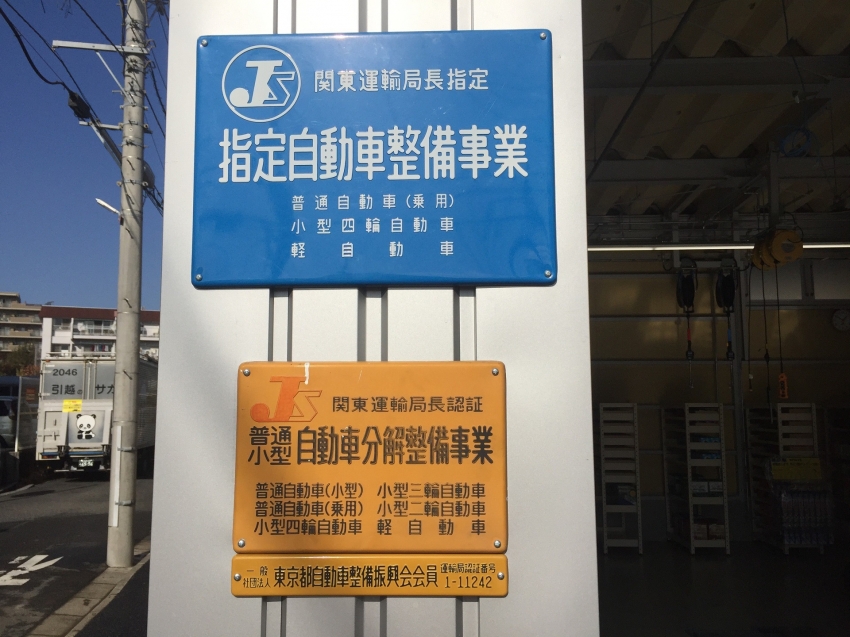 JS 関東運輸局長指定
指定自動車整備事業
普通自動車(乗用)
小型四輪自動車
軽自動車
JS 関東運輸局長認証
普通小型 自動車分解整備事業
普通自動車(小型) 小型三輪自動車
普通自動車(乗用) 小型二輪自動車
小型四輪自動車 軽自動車
一般社団法人 東京都自動車整備振興会会員 運輸局認証番号 1-11242
2046
引越
サカ